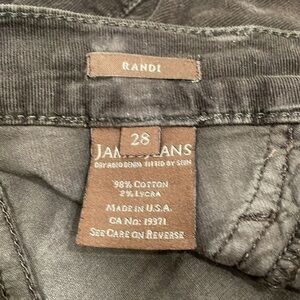 RANDI
28
JAMES JEANS
DRY AGED DENIM FITTED BY SEUN
98% COTTON
2% LYCRA
MADE IN U.S.A.
CA NO: 19371
SEE CARE ON REVERSE